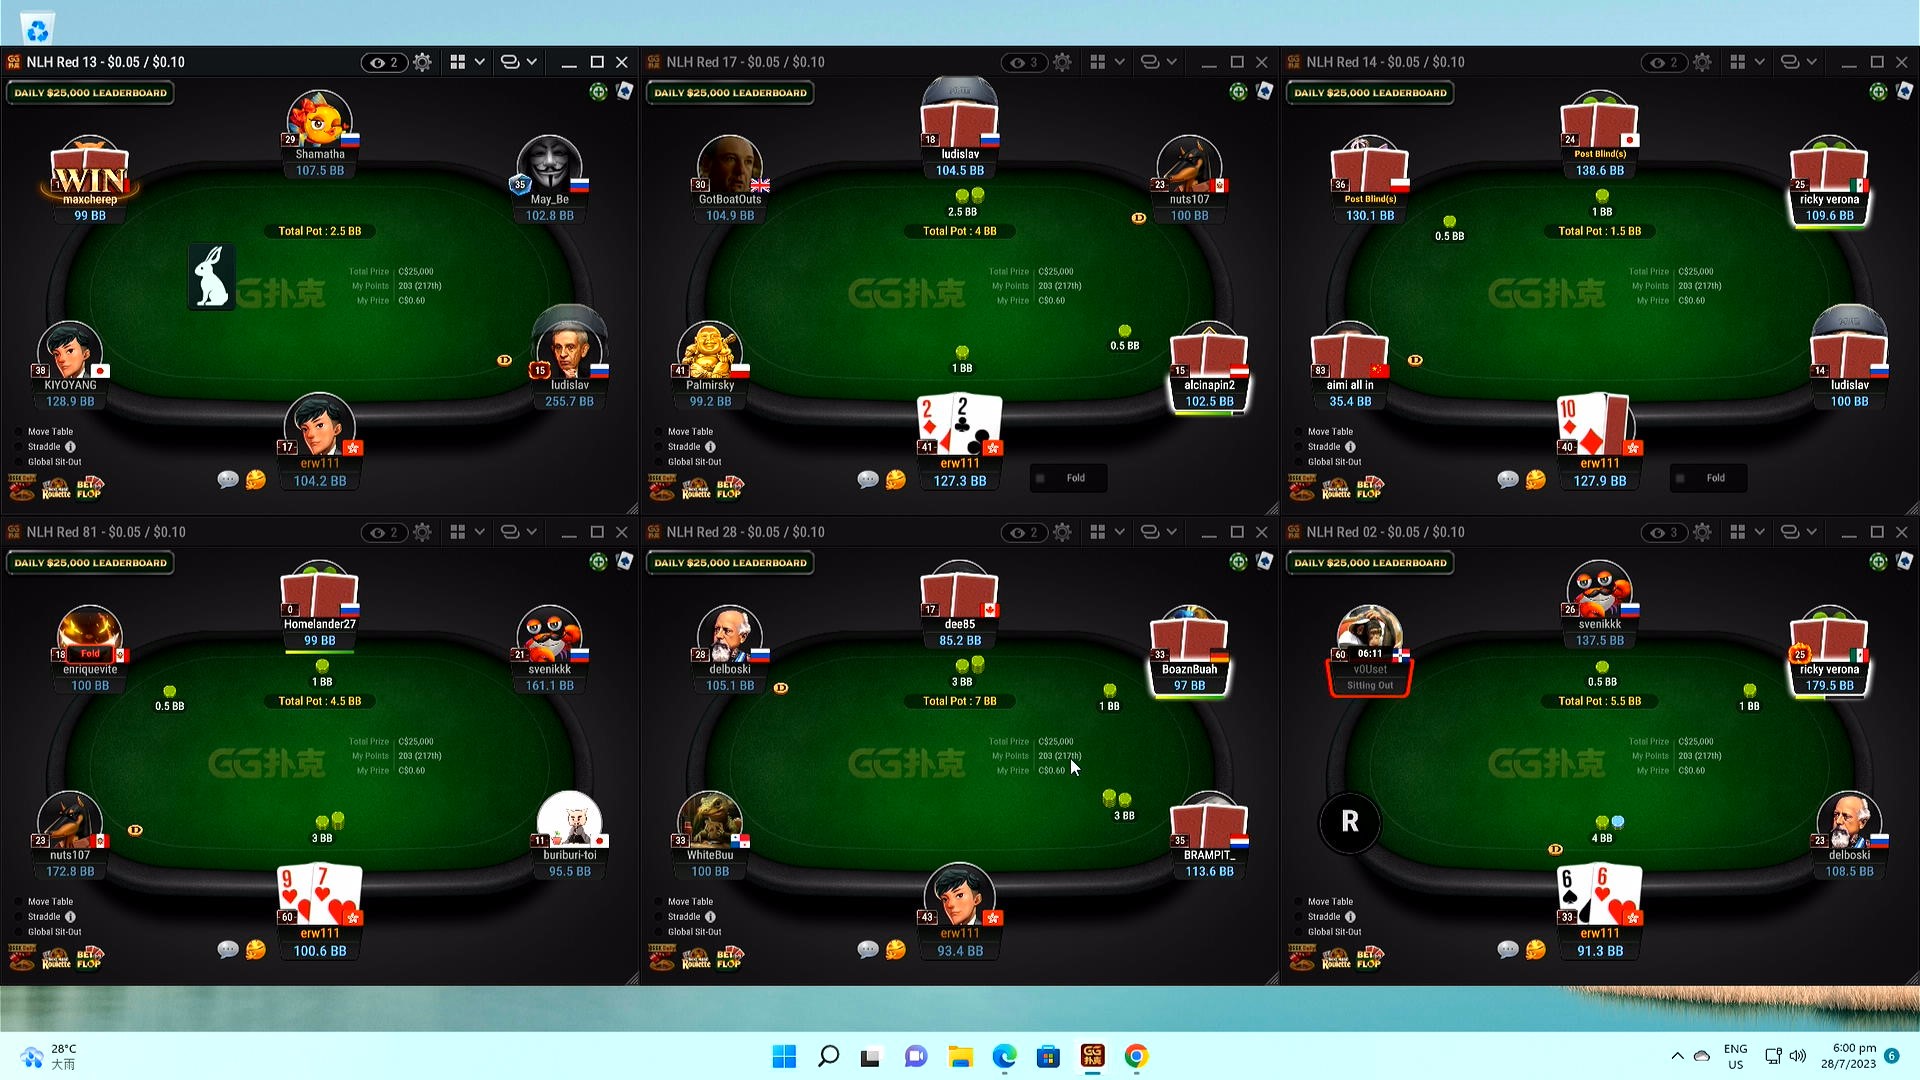 NLH Red 13 - $0.05 / $0.10
2
DAILY $25,000 LEADERBOARD
29
Shamatha
107.5 BB
WIN
maxcherep
99 BB
35
May_Be
102.8 BB
Total Pot : 2.5 BB
GG扑克
Total Prize C$25,000
My Points 203 (217th)
My Prize C$0.60
38
KIYOYANG
128.9 BB
D
15
ludislav
255.7 BB
17
erw111
104.2 BB
Move Table
Straddle
Global Sit-Out
Roulette
BET FLOP
NLH Red 17 - $0.05 / $0.10
3
DAILY $25,000 LEADERBOARD
18
ludislav
104.5 BB
30
GotBoatOuts
104.9 BB
23
nuts107
100 BB
D
2.5 BB
Total Pot : 4 BB
GG扑克
Total Prize C$25,000
My Points 203 (217th)
My Prize C$0.60
0.5 BB
1 BB
41
Palmirsky
99.2 BB
15
alcinapin2
102.5 BB
2 2
41
erw111
127.3 BB
Fold
Move Table
Straddle
Global Sit-Out
Roulette
BET FLOP
NLH Red 14 - $0.05 / $0.10
2
DAILY $25,000 LEADERBOARD
24
Post Blind(s)
138.6 BB
36
Post Blind(s)
130.1 BB
25
ricky verona
109.6 BB
1 BB
0.5 BB
Total Pot : 1.5 BB
GG扑克
Total Prize C$25,000
My Points 203 (217th)
My Prize C$0.60
83
aimi all in
35.4 BB
D
14
ludislav
100 BB
10
40
erw111
127.9 BB
Fold
Move Table
Straddle
Global Sit-Out
Roulette
BET FLOP
NLH Red 81 - $0.05 / $0.10
2
DAILY $25,000 LEADERBOARD
0
Homelander27
99 BB
18
Fold
enriquevite
100 BB
21
svenikkk
161.1 BB
1 BB
0.5 BB
Total Pot : 4.5 BB
GG扑克
Total Prize C$25,000
My Points 203 (217th)
My Prize C$0.60
3 BB
D
23
nuts107
172.8 BB
11
buriburi-toi
95.5 BB
9 7
60
erw111
100.6 BB
Move Table
Straddle
Global Sit-Out
Roulette
BET FLOP
NLH Red 28 - $0.05 / $0.10
2
DAILY $25,000 LEADERBOARD
17
dee85
85.2 BB
28
delboski
105.1 BB
33
BoaznBuah
97 BB
D
3 BB
1 BB
Total Pot : 7 BB
GG扑克
Total Prize C$25,000
My Points 203 (217th)
My Prize C$0.60
3 BB
33
WhiteBuu
100 BB
35
BRAMPIT_
113.6 BB
43
erw111
93.4 BB
Move Table
Straddle
Global Sit-Out
Roulette
BET FLOP
NLH Red 02 - $0.05 / $0.10
3
DAILY $25,000 LEADERBOARD
26
svenikkk
137.5 BB
60
06:11
v0Uset
Sitting Out
25
ricky verona
179.5 BB
0.5 BB
1 BB
Total Pot : 5.5 BB
GG扑克
Total Prize C$25,000
My Points 203 (217th)
My Prize C$0.60
R
4 BB
D
23
delboski
108.5 BB
6 6
33
erw111
91.3 BB
Move Table
Straddle
Global Sit-Out
Roulette
BET FLOP
28°C
大雨
GG扑克
ENG
US
6:00 pm
28/7/2023
6